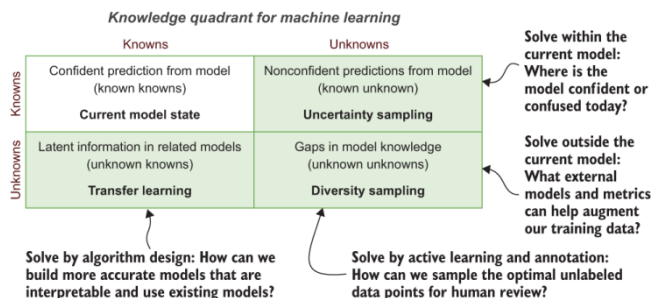 Knowledge quadrant for machine learning
Knowns
Unknowns
Knowns
Confident prediction from model
(known knowns)
Current model state
Nonconfident predictions from model
(known unknown)
Uncertainty sampling
Solve within the
current model:
Where is the
model confident or
confused today?
Unknowns
Latent information in related models
(unknown knowns)
Transfer learning
Gaps in model knowledge
(unknown unknowns)
Diversity sampling
Solve outside the
current model:
What external
models and metrics
can help augment
our training data?
Solve by algorithm design: How can we
build more accurate models that are
interpretable and use existing models?
Solve by active learning and annotation:
How can we sample the optimal unlabeled
data points for human review?